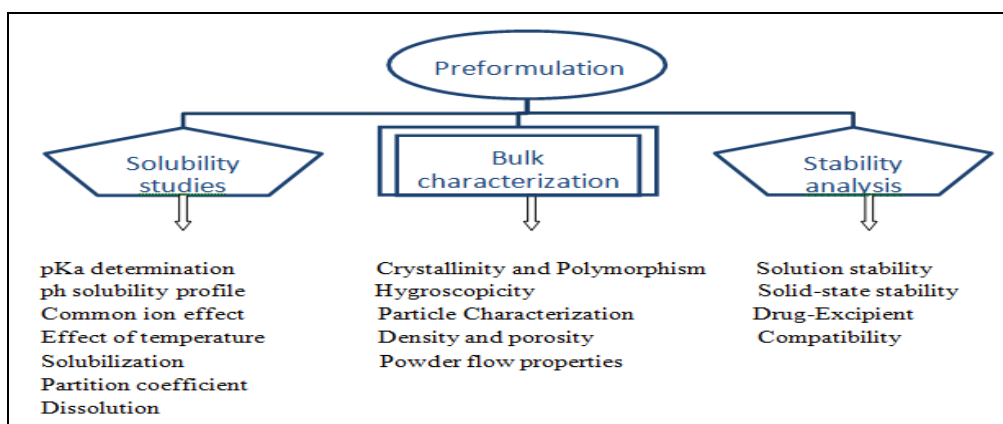 Preformulation
Solubility
studies
Bulk
characterization
Stability
analysis
pKa determination
ph solubility profile
Common ion effect
Effect of temperature
Solubilization
Partition coefficient
Dissolution
Crystallinity and Polymorphism
Hygroscopicity
Particle Characterization
Density and porosity
Powder flow properties
Solution stability
Solid-state stability
Drug-Excipient
Compatibility